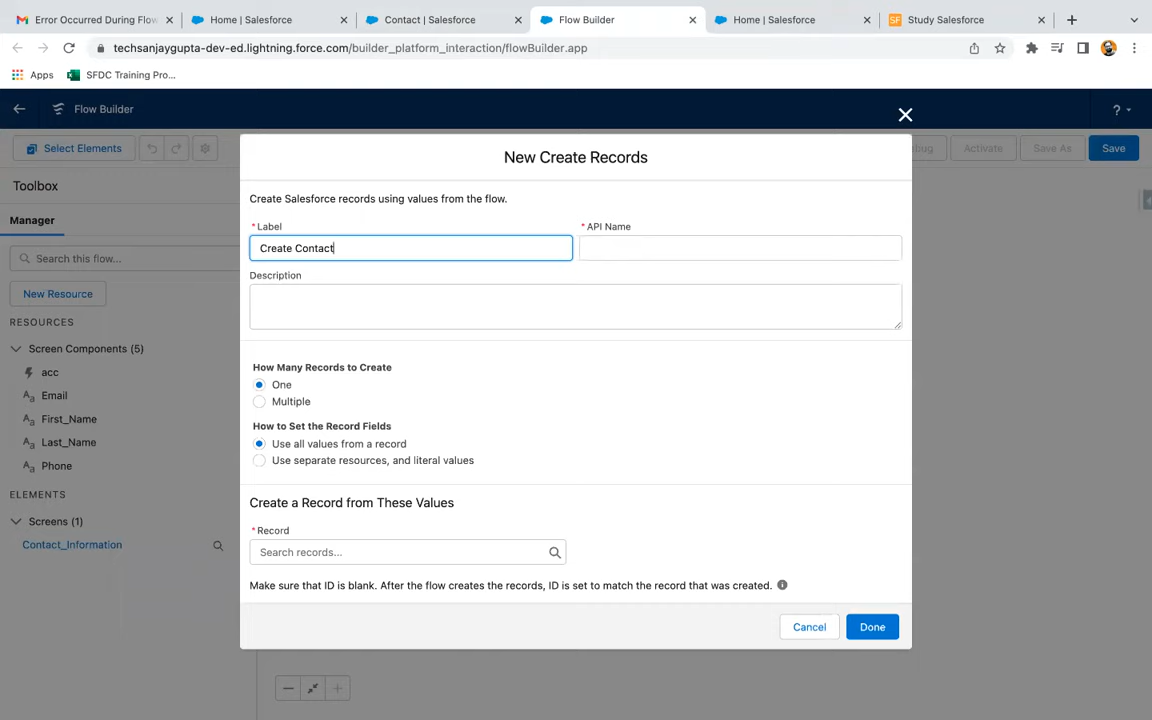 Error Occurred During Flow
Home | Salesforce
Contact | Salesforce
Flow Builder
Home | Salesforce
SF Study Salesforce
techsanjaygupta-dev-ed.lightning.force.com/builder_platform_interaction/flowBuilder.app
Apps
SFDC Training Pro...
Flow Builder
?
Select Elements
Activate
Save As
Save
Toolbox
Manager
Search this flow...
New Resource
RESOURCES
Screen Components (5)
acc
Email
First_Name
Last_Name
Phone
ELEMENTS
Screens (1)
Contact_Information
New Create Records
Create Salesforce records using values from the flow.
* Label
* API Name
Create Contact
Description
How Many Records to Create
One
Multiple
How to Set the Record Fields
Use all values from a record
Use separate resources, and literal values
Create a Record from These Values
* Record
Search records...
Make sure that ID is blank. After the flow creates the records, ID is set to match the record that was created.
Cancel
Done